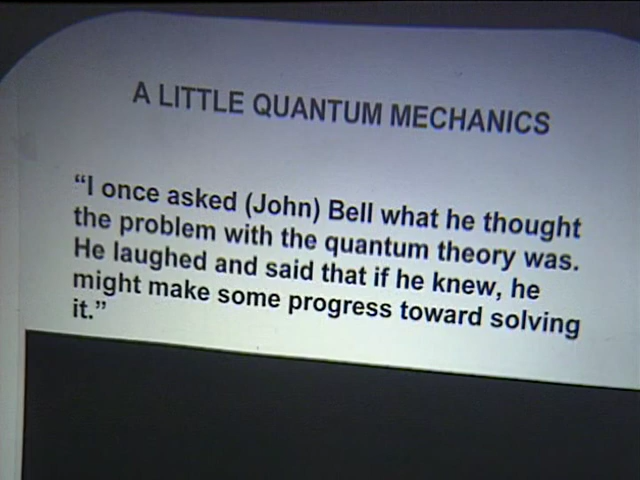 A LITTLE QUANTUM MECHANICS
“I once asked (John) Bell what he thought
the problem with the quantum theory was.
He laughed and said that if he knew, he
might make some progress toward solving
it.”